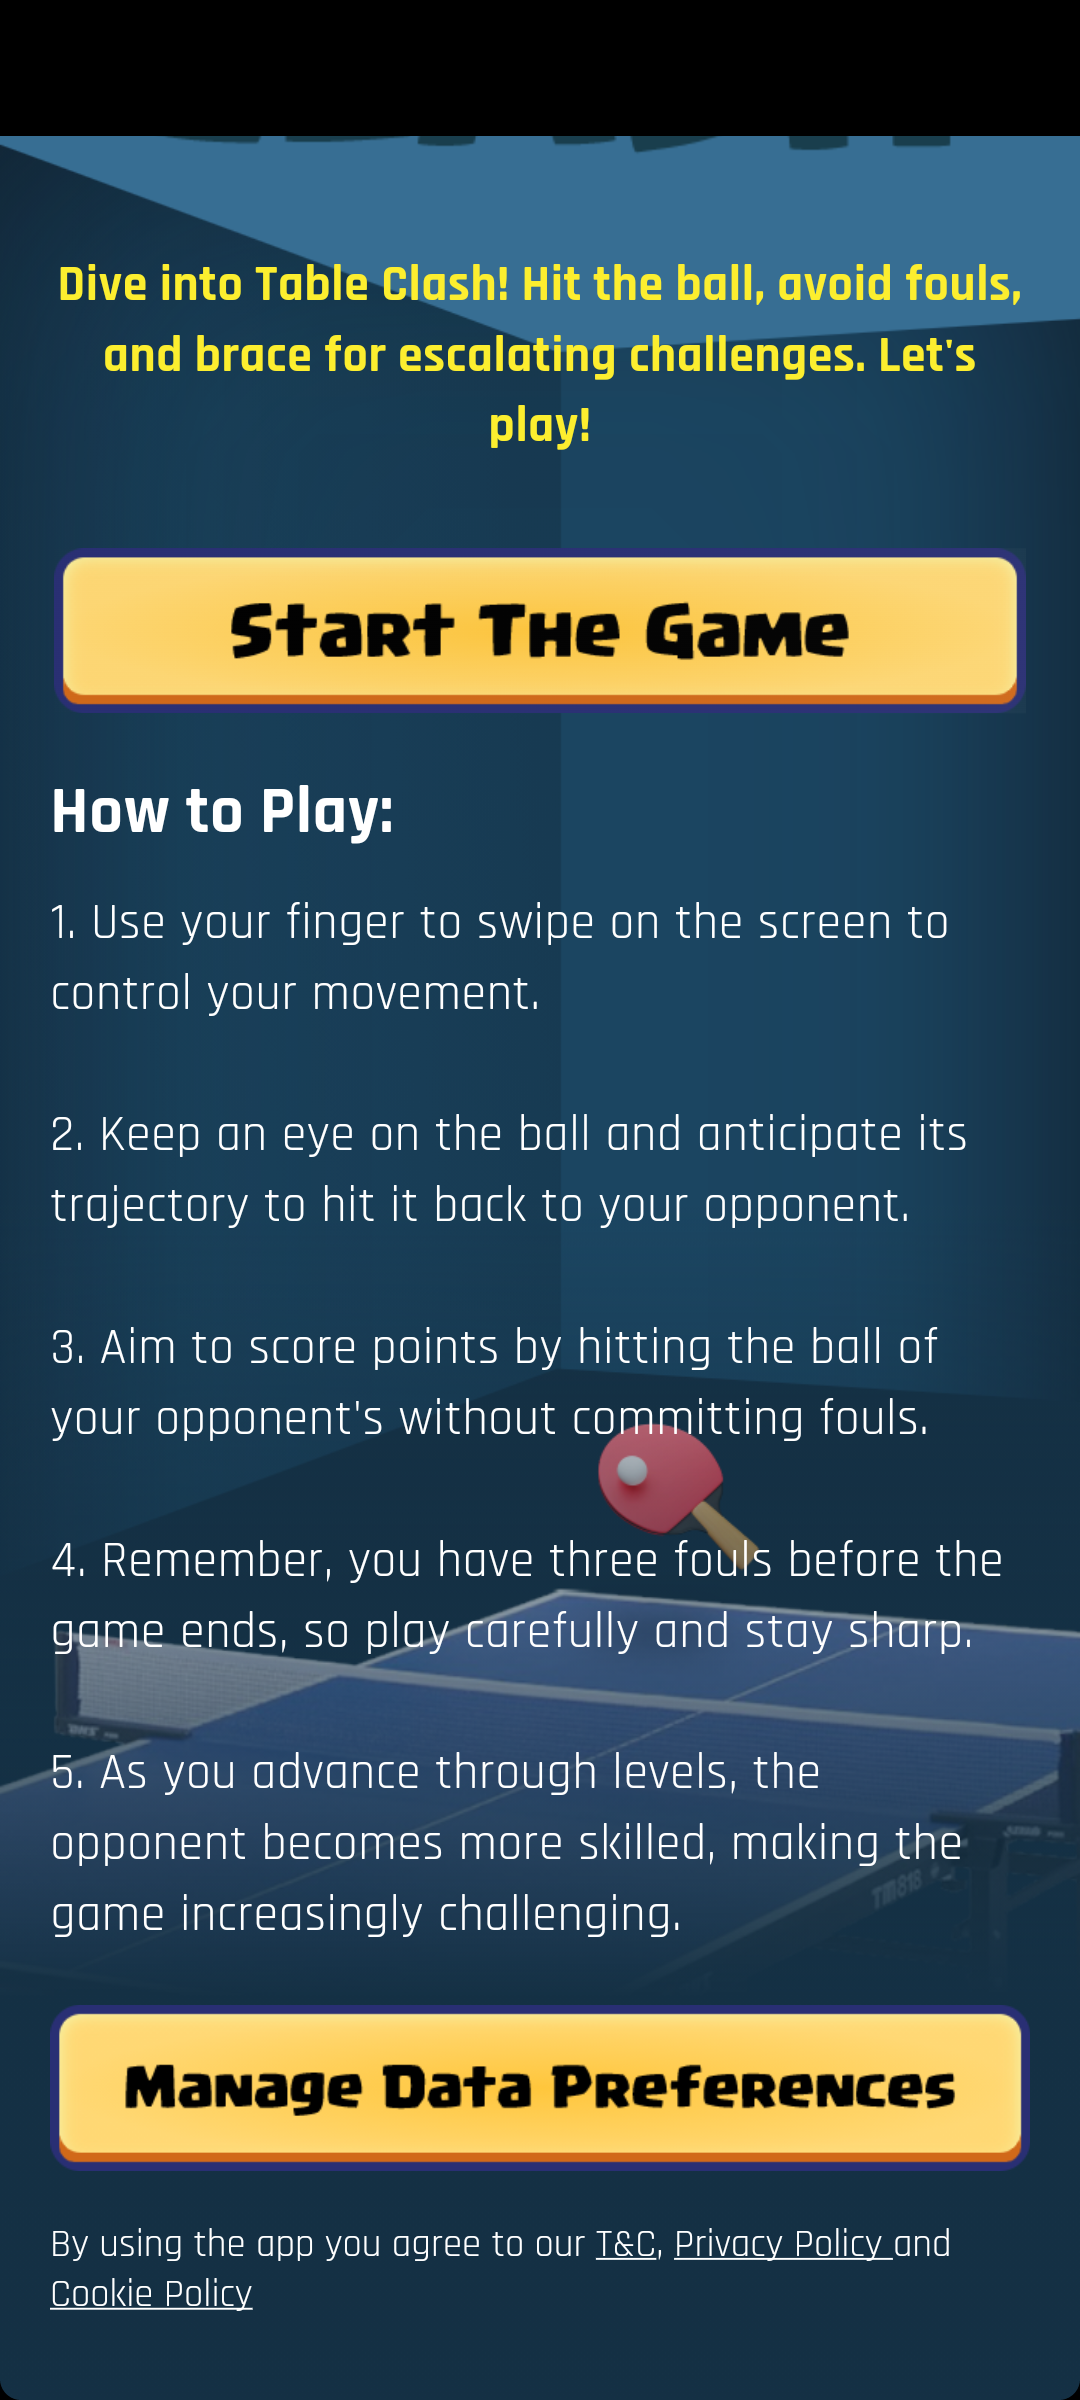 Dive into Table Clash! Hit the ball, avoid fouls,
and brace for escalating challenges. Let's
play!
Start The Game
How to Play:
1. Use your finger to swipe on the screen to
control your movement.
2. Keep an eye on the ball and anticipate its
trajectory to hit it back to your opponent.
3. Aim to score points by hitting the ball of
your opponent's without committing fouls.
4. Remember, you have three fouls before the
game ends, so play carefully and stay sharp.
5. As you advance through levels, the
opponent becomes more skilled, making the
game increasingly challenging.
TM818
Manage Data Preferences
By using the app you agree to our T&C, Privacy Policy and
Cookie Policy